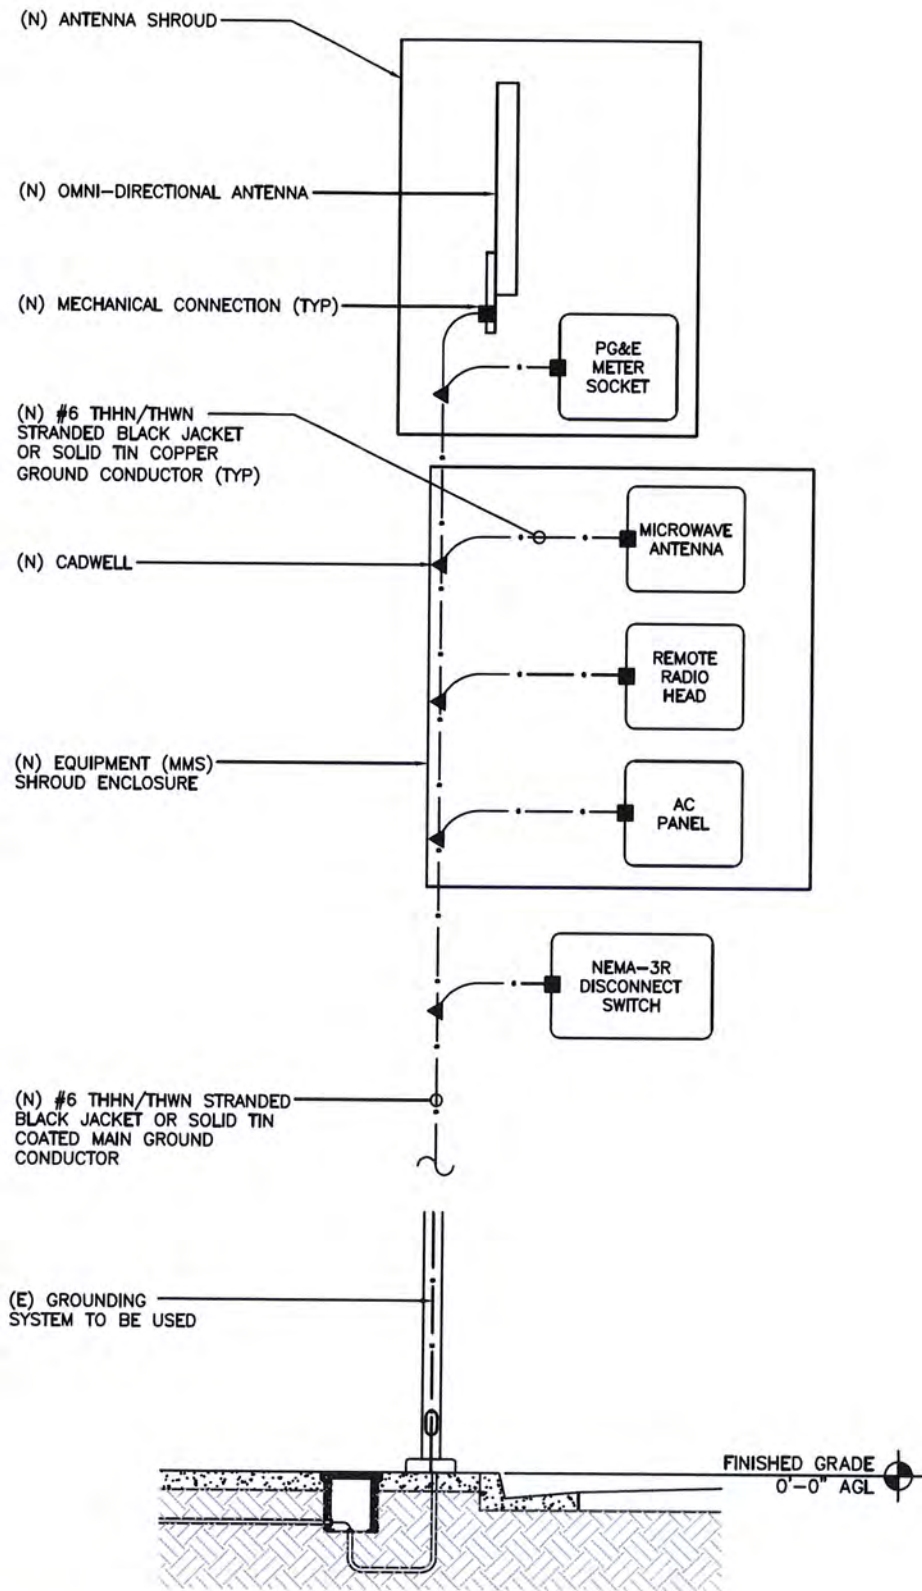 (N) ANTENNA SHROUD
(N) OMNI-DIRECTIONAL ANTENNA
(N) MECHANICAL CONNECTION (TYP)
PG&E
METER
SOCKET
(N) #6 THHN/THWN
STRANDED BLACK JACKET
OR SOLID TIN COPPER
GROUND CONDUCTOR (TYP)
MICROWAVE
ANTENNA
(N) CADWELL
REMOTE
RADIO
HEAD
(N) EQUIPMENT (MMS)
SHROUD ENCLOSURE
AC
PANEL
NEMA-3R
DISCONNECT
SWITCH
(N) #6 THHN/THWN STRANDED
BLACK JACKET OR SOLID TIN
COATED MAIN GROUND
CONDUCTOR
(E) GROUNDING
SYSTEM TO BE USED
FINISHED GRADE
0'-0" AGL